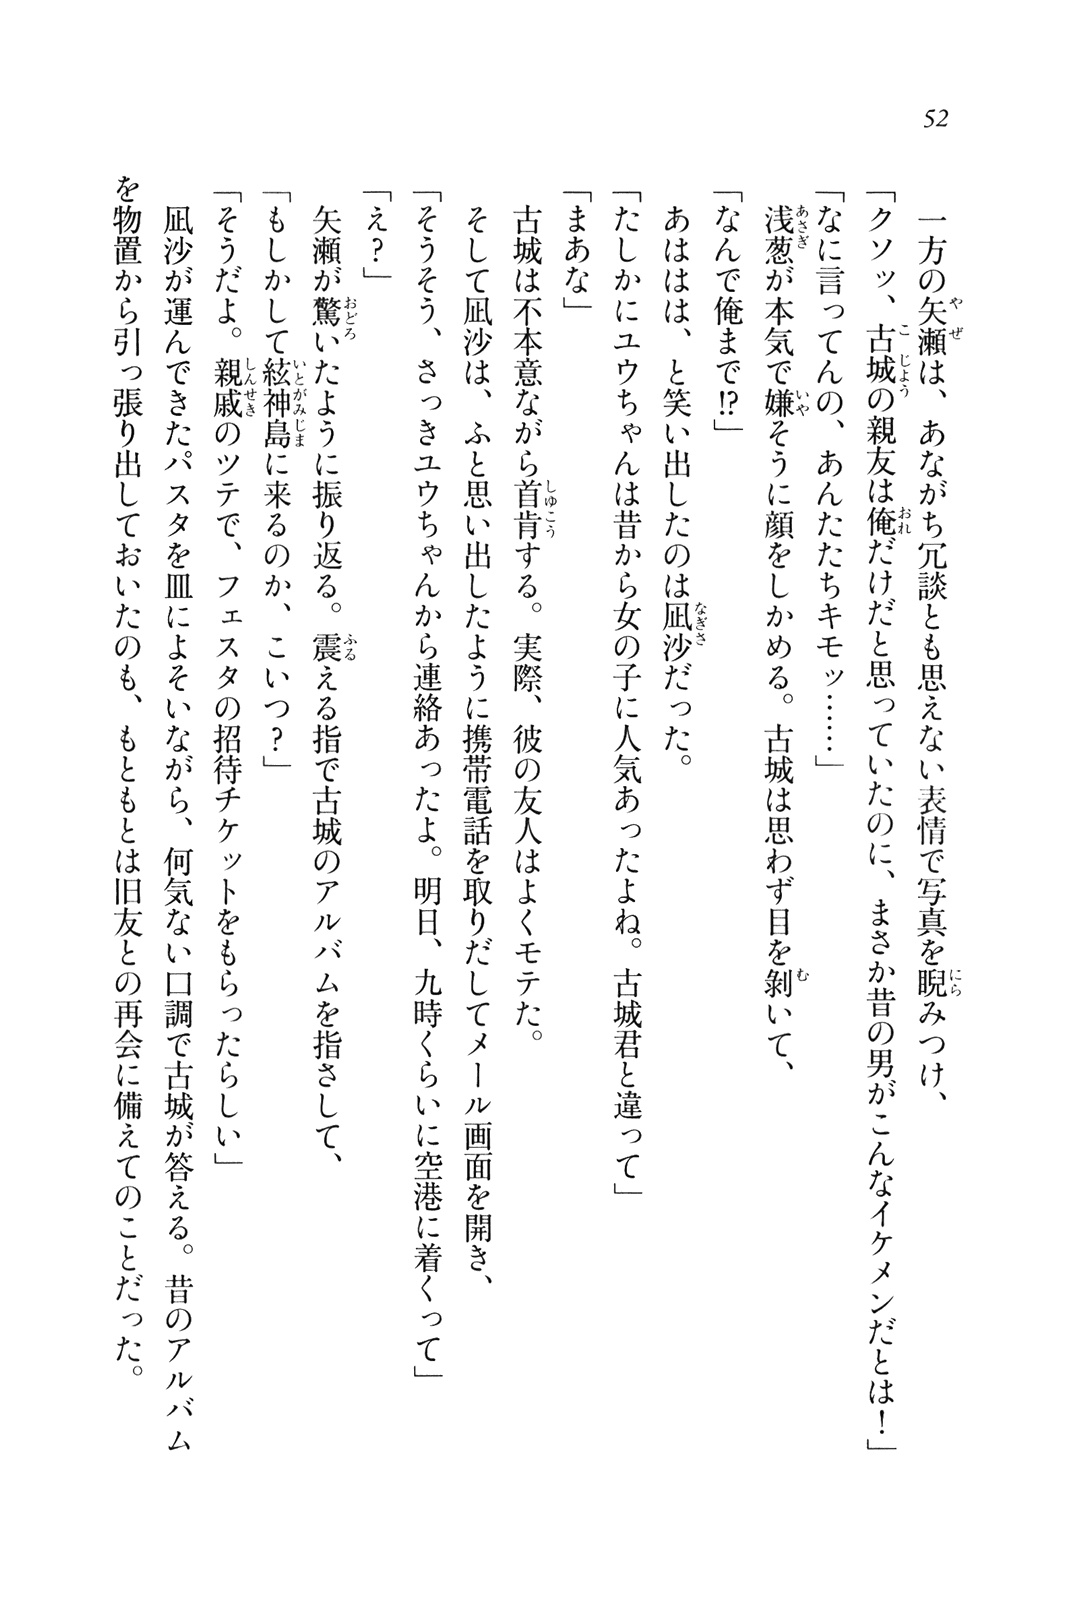 52
一方の矢瀬は、あながち冗談とも思えない表情で写真を睨みつけ、
「クソッ、古城の親友は俺だけだと思っていたのに、まさか昔の男がこんなイケメンだとは！」
「なに言ってんの、あんたたちキモッ……」
浅葱が本気で嫌そうに顔をしかめる。古城は思わず目を剝いて、
「なんで俺まで!?」
あははは、と笑い出したのは凪沙だった。
「たしかにユウちゃんは昔から女の子に人気あったよね。古城君と違って」
「まあな」
古城は不本意ながら首肯する。実際、彼の友人はよくモテた。
そして凪沙は、ふと思い出したように携帯電話を取りだしてメール画面を開き、
「そうそう、さっきユウちゃんから連絡あったよ。明日、九時くらいに空港に着くって」
「え？」
矢瀬が驚いたように振り返る。震える指で古城のアルバムを指さして、
「もしかして絃神島に来るのか、こいつ？」
「そうだよ。親戚のツテで、フェスタの招待チケットをもらったらしい」
凪沙が運んできたパスタを皿によそいながら、何気ない口調で古城が答える。昔のアルバム
を物置から引っ張り出しておいたのも、もともとは旧友との再会に備えてのことだった。